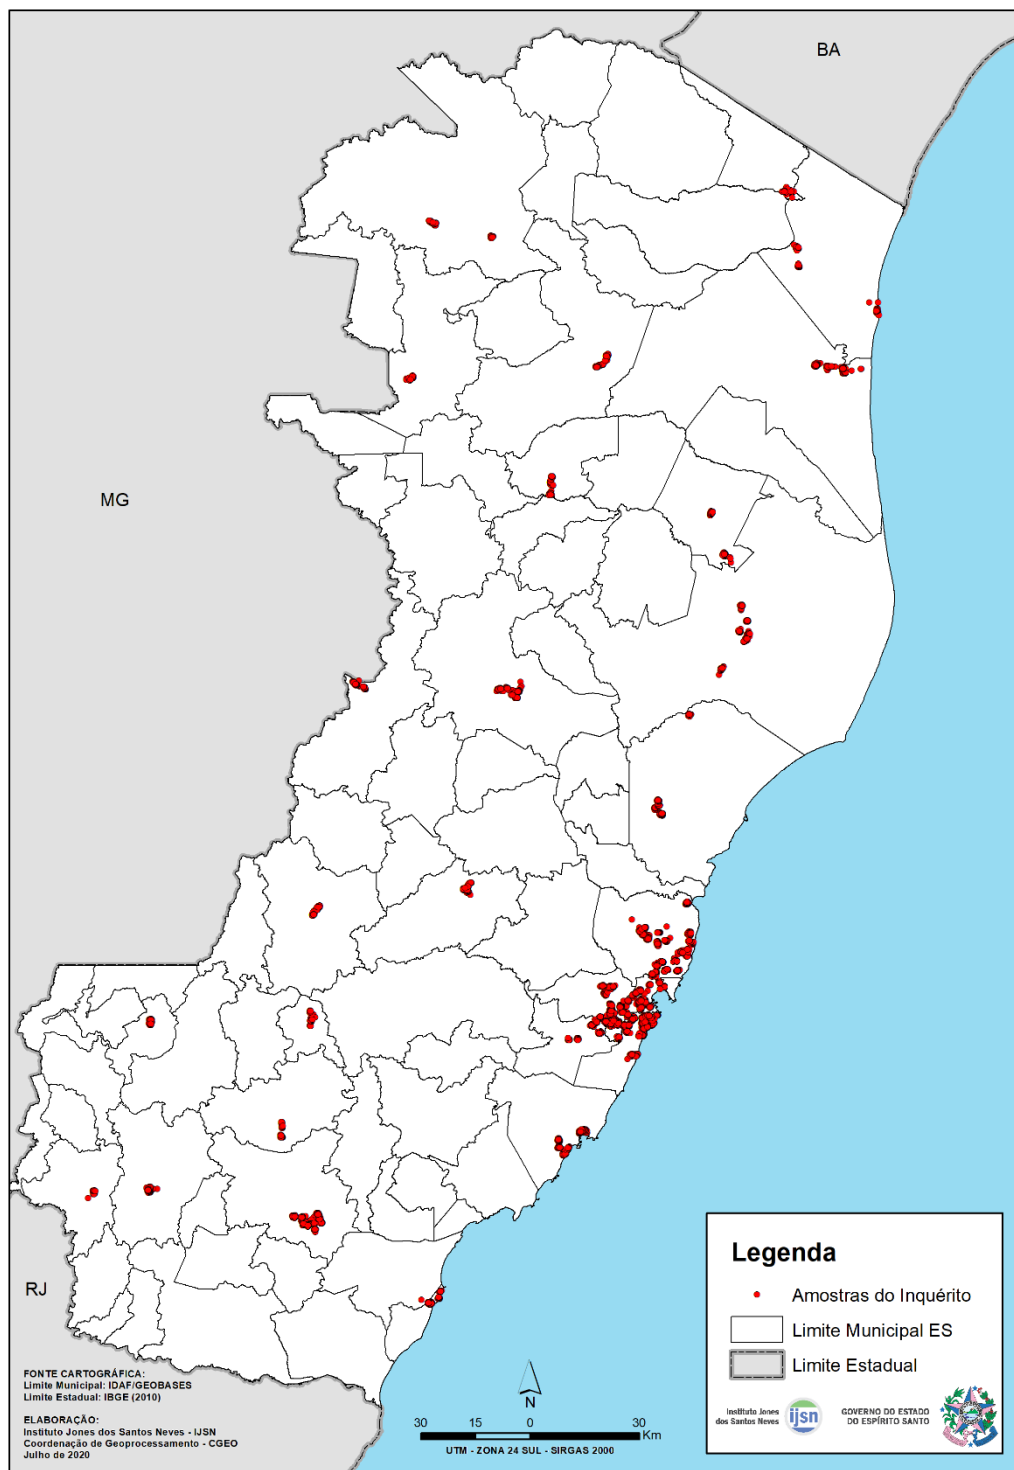 BA
MG
RJ
Legenda
Amostras do Inquérito
Limite Municipal ES
Limite Estadual
Instituto Jones
dos Santos Neves
ijsn
GOVERNO DO ESTADO
DO ESPÍRITO SANTO
FONTE CARTOGRÁFICA:
Limite Municipal: IDAF/GEOBASES
Limite Estadual: IBGE (2010)
ELABORAÇÃO:
Instituto Jones dos Santos Neves - IJSN
Coordenação de Geoprocessamento - CGEO
Julho de 2020
N
30 15 0 30
Km
UTM - ZONA 24 SUL - SIRGAS 2000